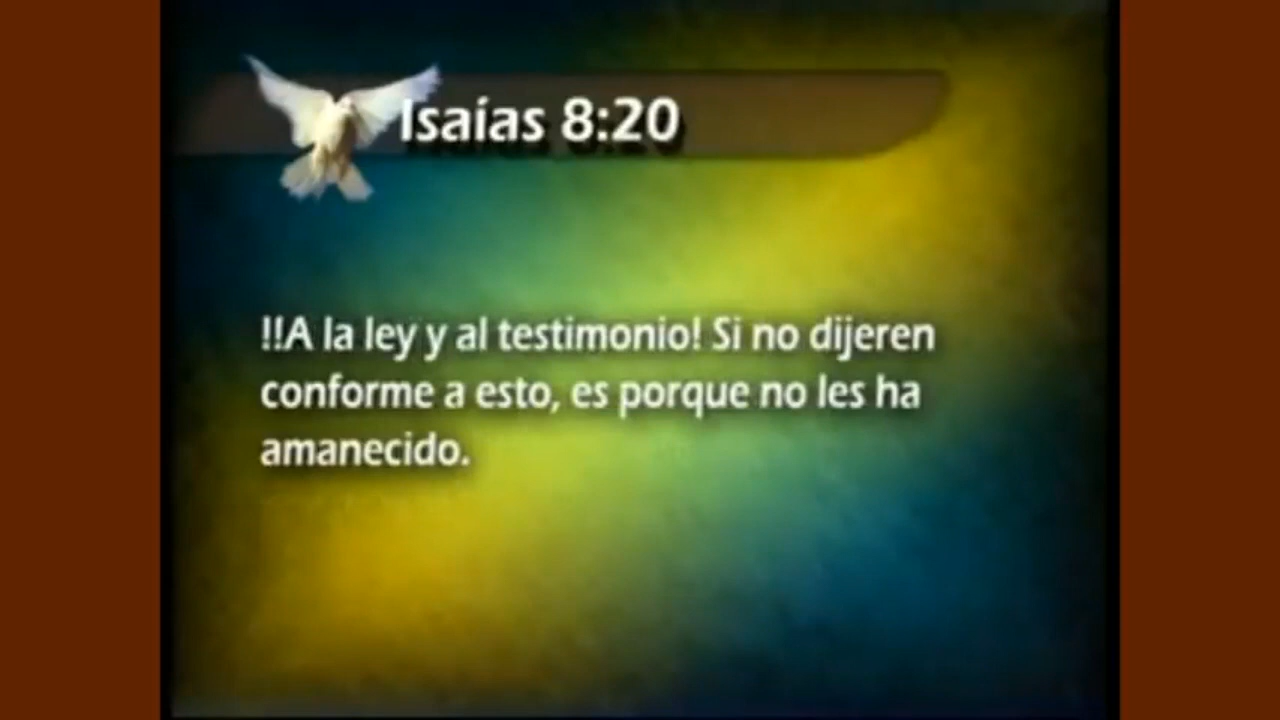 Isaías 8:20
!!A la ley y al testimonio! Si no dijeren
conforme a esto, es porque no les ha
amanecido.